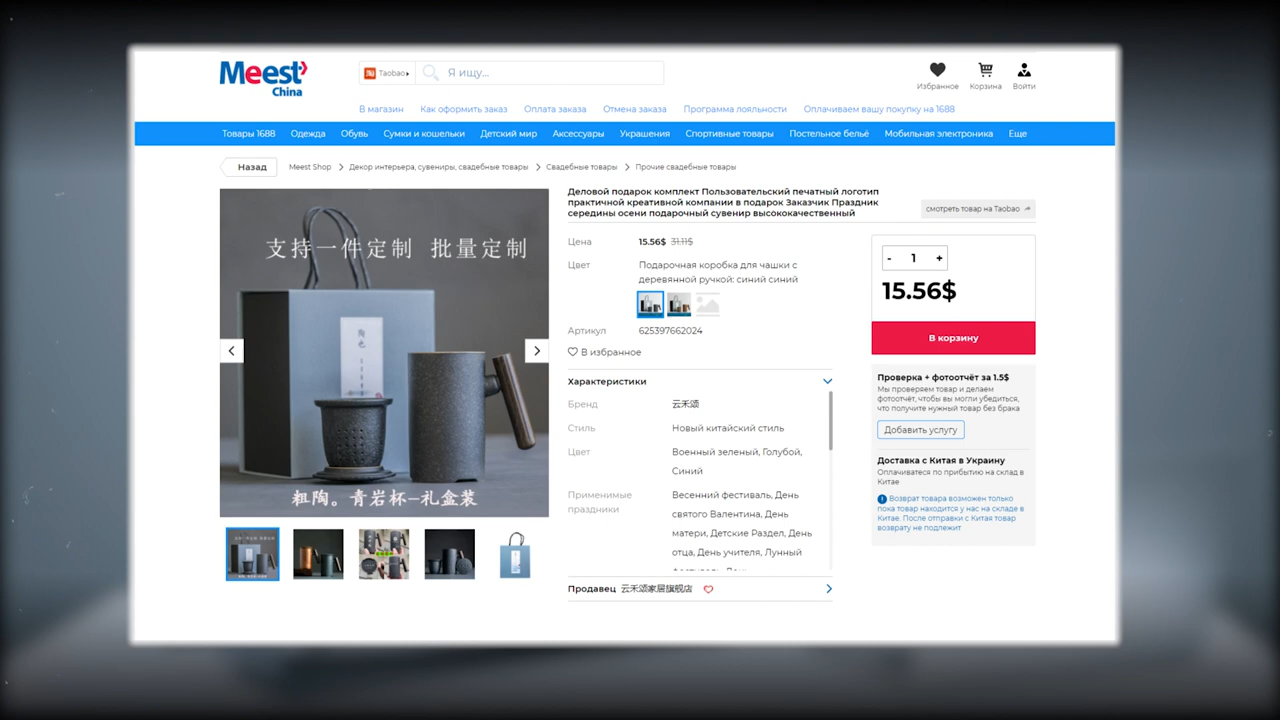 Meest
China
Taobao
Я ищу...
Избранное
Корзина
Войти
В магазин
Как оформить заказ
Оплата заказа
Отмена заказа
Программа лояльности
Оплачиваем вашу покупку на 1688
Товары 1688
Одежда
Обувь
Сумки и кошельки
Детский мир
Аксессуары
Украшения
Спортивные товары
Постельное бельё
Мобильная электроника
Еще
Назад
Meest Shop
Декор интерьера, сувениры, свадебные товары
Свадебные товары
Прочие свадебные товары
支持一件定制 批量定制
粗陶。青岩杯—礼盒装
Деловой подарок комплект Пользовательский печатный логотип
практичной креативной компании в подарок Заказчик Праздник
середины осени подарочный сувенир высококачественный
смотреть товар на Taobao
Цена
15.56$ 31.11$
Цвет
Подарочная коробка для чашки с
деревянной ручкой: синий синий
Артикул
625397662024
В избранное
Характеристики
Бренд
云禾颂
Стиль
Новый китайский стиль
Цвет
Военный зеленый, Голубой,
Синий
Применимые
праздники
Весенний фестиваль, День
святого Валентина, День
матери, Детские Раздел, День
отца, День учителя, Лунный
Продавец
云禾颂家居旗舰店
- 1 +
15.56$
В корзину
Проверка + фотоотчёт за 1.5$
Мы проверяем товар и делаем
фотоотчёт, чтобы вы могли убедиться,
что получите нужный товар без брака
Добавить услугу
Доставка с Китая в Украину
Оплачиватеся по прибытию на склад в
Китае
Возврат товара возможен только
пока товар находится у нас на складе в
Китае. После отправки с Китая товар
возврату не подлежит